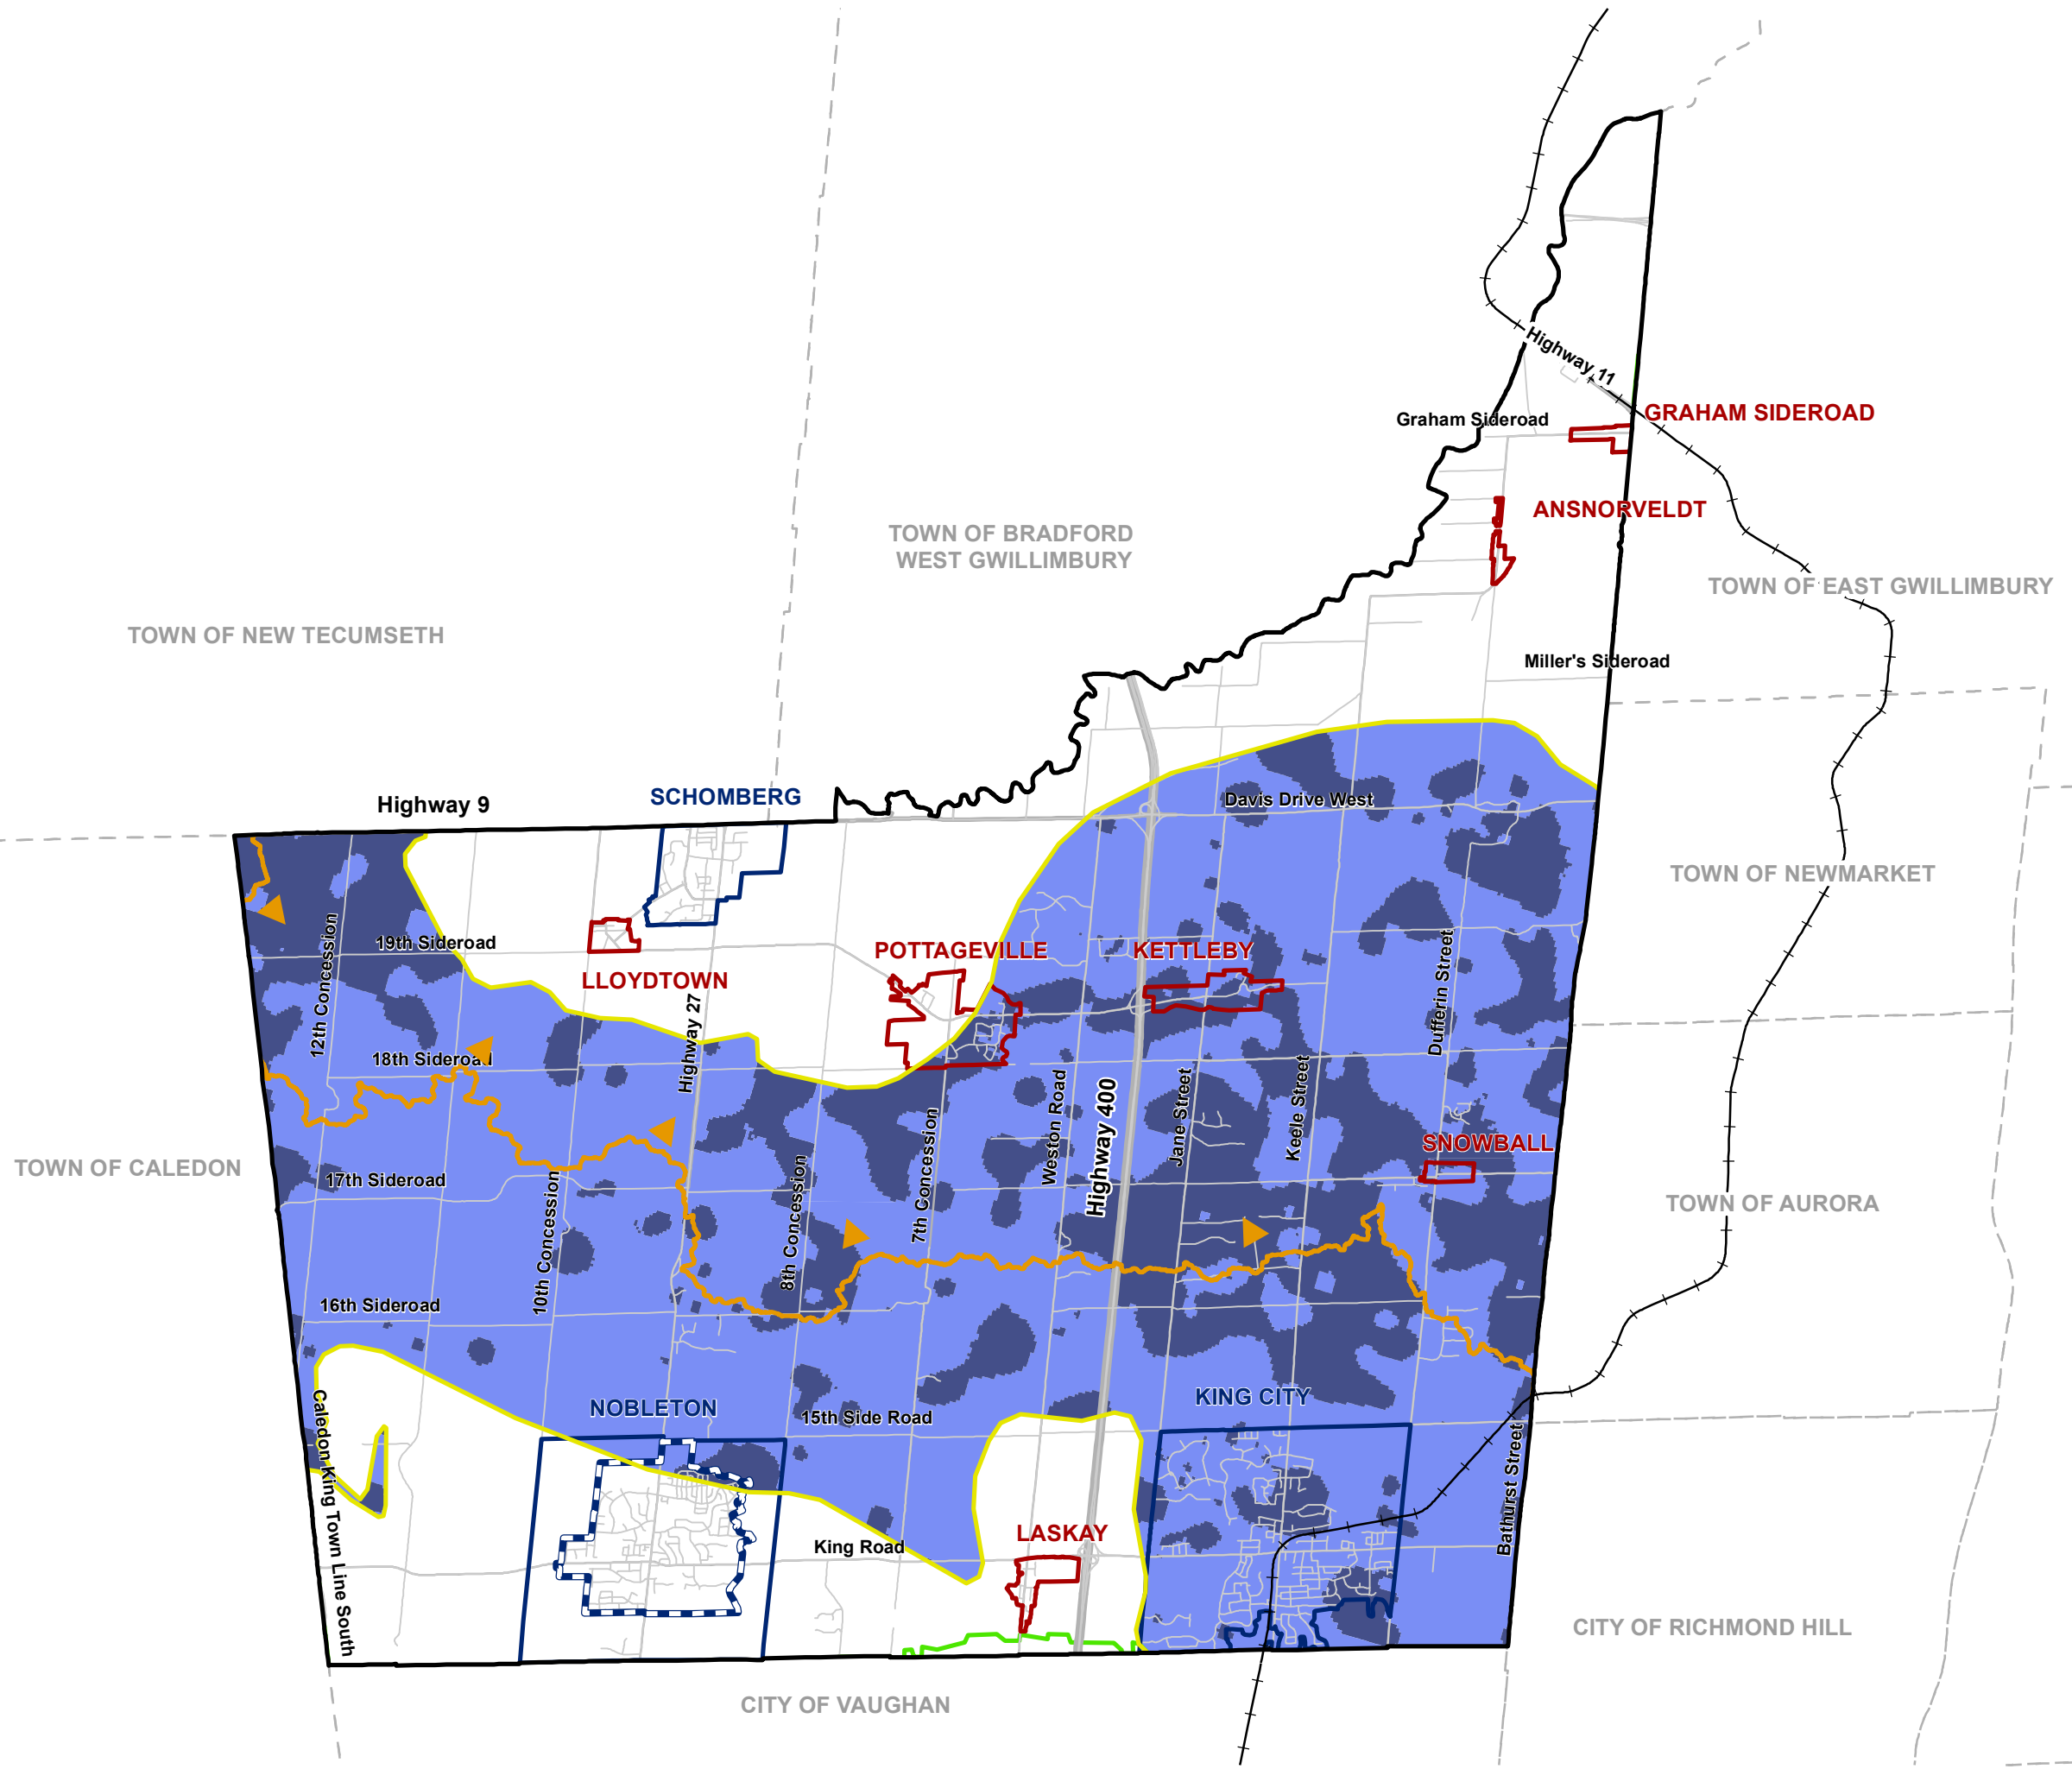 Highway 11
Graham Sideroad
GRAHAM SIDEROAD
ANSNORVELDT
TOWN OF BRADFORD
WEST GWILLIMBURY
TOWN OF EAST GWILLIMBURY
TOWN OF NEW TECUMSETH
Miller's Sideroad
Highway 9
SCHOMBERG
Davis Drive West
TOWN OF NEWMARKET
12th Concession
19th Sideroad
LLOYDTOWN
POTTAGEVILLE
KETTLEBY
Dufferin Street
Highway 27
18th Sideroad
Weston Road
Highway 400
Jane Street
Keele Street
SNOWBALL
TOWN OF CALEDON
17th Sideroad
10th Concession
8th Concession
7th Concession
TOWN OF AURORA
16th Sideroad
NOBLETON
15th Side Road
KING CITY
Caledon King Town Line South
Bathurst Street
King Road
LASKAY
CITY OF RICHMOND HILL
CITY OF VAUGHAN